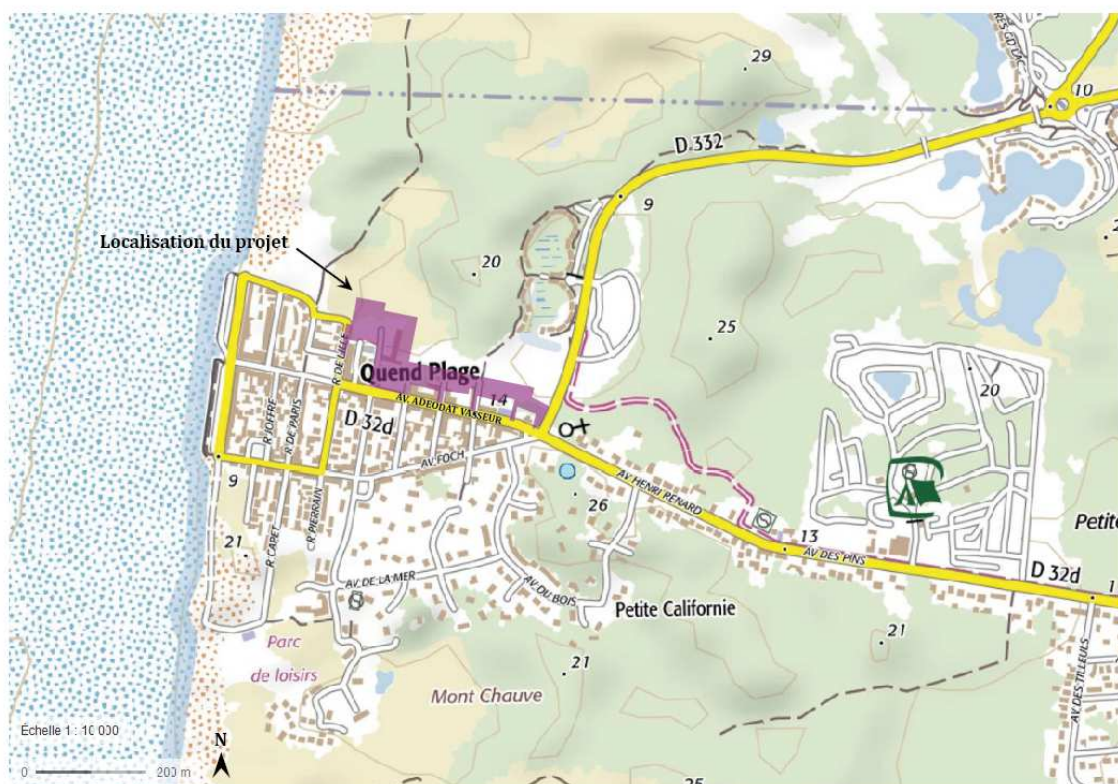 29
10
D 332
9
Localisation du projet
20
25
Quend Plage
R. DE LILLE
14
AV. ADEODAT VASSEUR
20
R. JOFFRE
R. DE PARIS
D 32d
AV. FOCH
AV. HENRI RENARD
9
26
R. PIERRAIN
13
Petite
21
R. CAPET
AV. DES PINS
D 32d
AV. DE LA MER
AV. DU BOIS
Petite Californie
1
21
Parc
de loisirs
21
Mont Chauve
AV. DES TILLEULS
Échelle 1 : 10 000
N
0
200 m
25